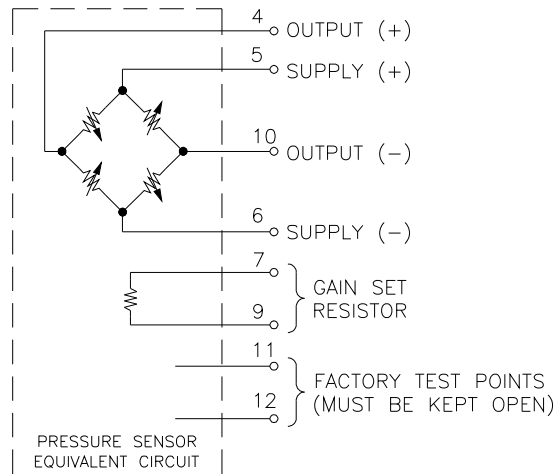 4
OUTPUT (+)
5
SUPPLY (+)
10
OUTPUT (−)
6
SUPPLY (−)
7
GAIN SET
RESISTOR
9
11
FACTORY TEST POINTS
(MUST BE KEPT OPEN)
12
PRESSURE SENSOR
EQUIVALENT CIRCUIT